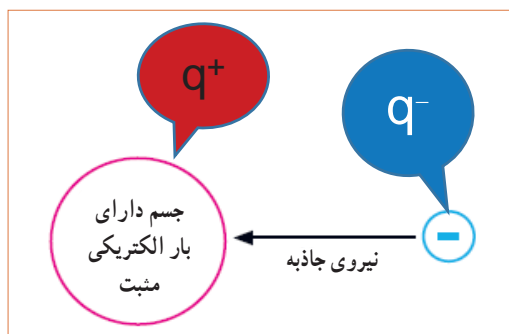 q⁺
q⁻
جسم دارای
بار الکتریکی
مثبت
نیروی جاذبه
−